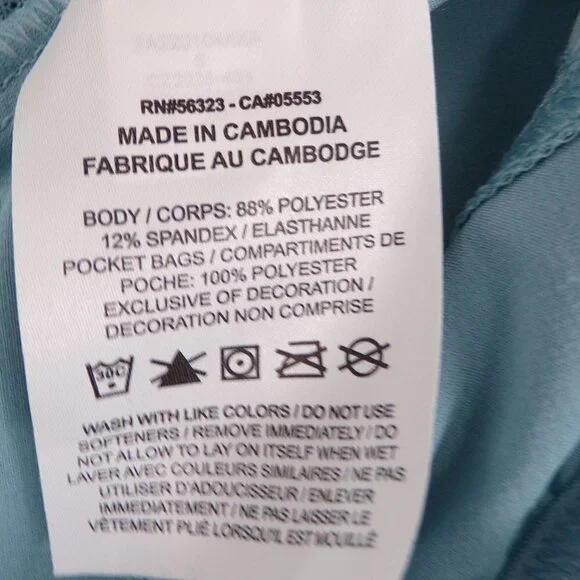 RN#56323 - CA#05553
MADE IN CAMBODIA
FABRIQUE AU CAMBODGE
BODY / CORPS: 88% POLYESTER
12% SPANDEX / ELASTHANNE
POCKET BAGS / COMPARTIMENTS DE
POCHE: 100% POLYESTER
EXCLUSIVE OF DECORATION /
DECORATION NON COMPRISE
30C
WASH WITH LIKE COLORS / DO NOT USE
SOFTENERS / REMOVE IMMEDIATELY / DO
NOT ALLOW TO LAY ON ITSELF WHEN WET
LAVER AVEC COULEURS SIMILAIRES / NE PAS
UTILISER D'ADOUCISSEUR / ENLEVER
IMMEDIATEMENT / NE PAS LAISSER LE
VÊTEMENT PLIÉ LORSQU'IL EST MOUILLÉ